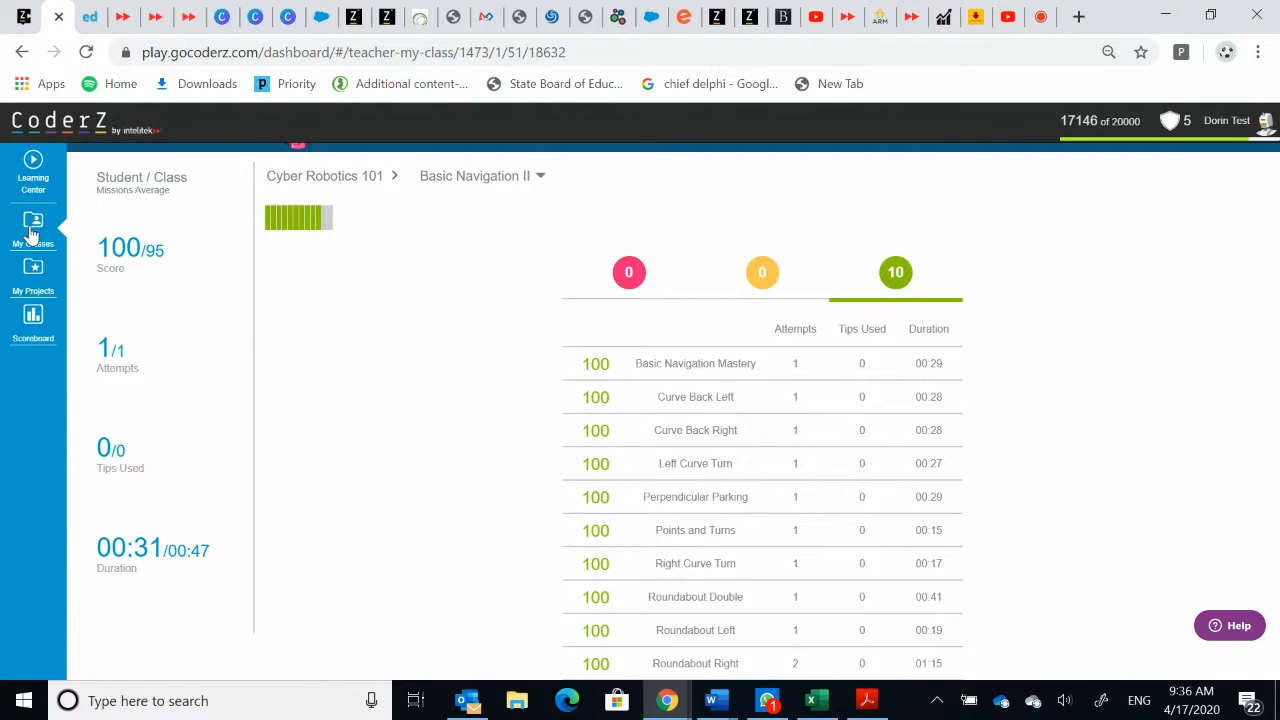 play.gocoderz.com/dashboard/#/teacher-my-class/1473/1/51/18632
Apps
Home
Downloads
Priority
Additional content-...
State Board of Educ...
chief delphi - Googl...
New Tab
CoderZ by intelitek
17146 of 20000
5
Dorin Test
Learning
Center
My Classes
My Projects
Scoreboard
Student / Class
Missions Average
100/95
Score
1/1
Attempts
0/0
Tips Used
00:31/00:47
Duration
Cyber Robotics 101 > Basic Navigation II
0 0 10
Attempts Tips Used Duration
100 Basic Navigation Mastery 1 0 00:29
100 Curve Back Left 1 0 00:28
100 Curve Back Right 1 0 00:28
100 Left Curve Turn 1 0 00:27
100 Perpendicular Parking 1 0 00:29
100 Points and Turns 1 0 00:15
100 Right Curve Turn 1 0 00:17
100 Roundabout Double 1 0 00:41
100 Roundabout Left 1 0 00:19
100 Roundabout Right 2 0 01:15
Help
Type here to search
ENG
9:36 AM
4/17/2020
22